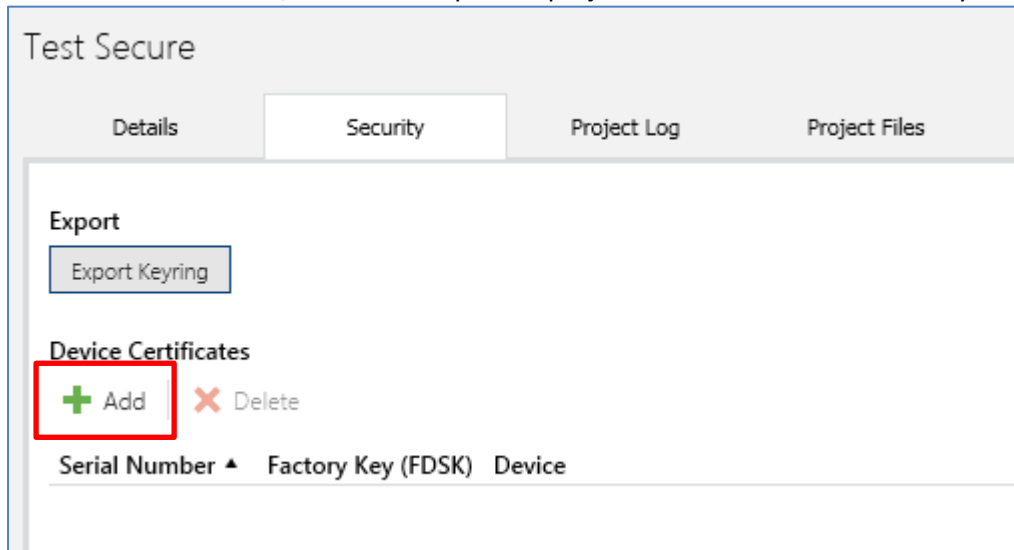 Test Secure
Details Security Project Log Project Files
Export
Export Keyring
Device Certificates
Add Delete
Serial Number ▲ Factory Key (FDSK) Device